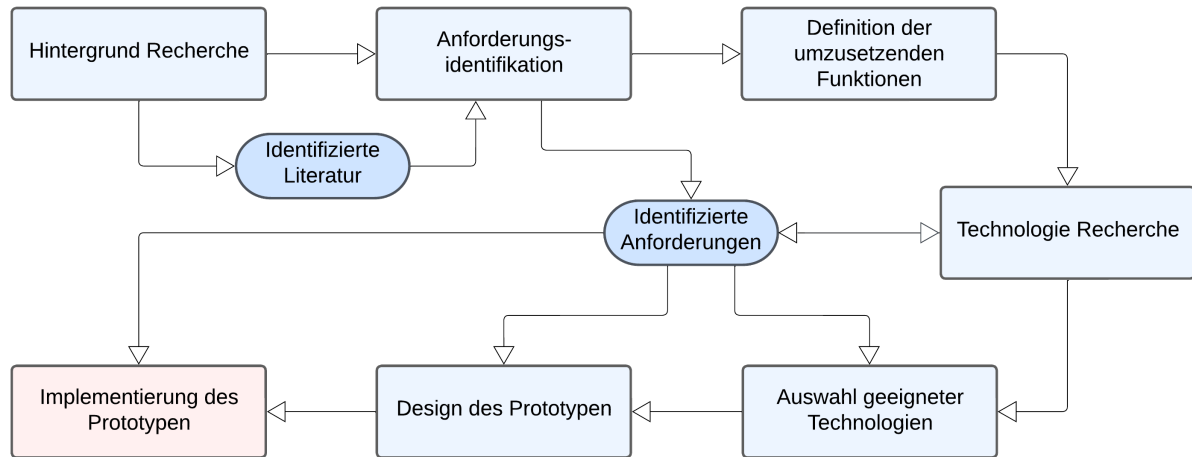 Hintergrund Recherche
Anforderungs-
identifikation
Definition der
umzusetzenden
Funktionen
Identifizierte
Literatur
Identifizierte
Anforderungen
Technologie Recherche
Implementierung des
Prototypen
Design des Prototypen
Auswahl geeigneter
Technologien